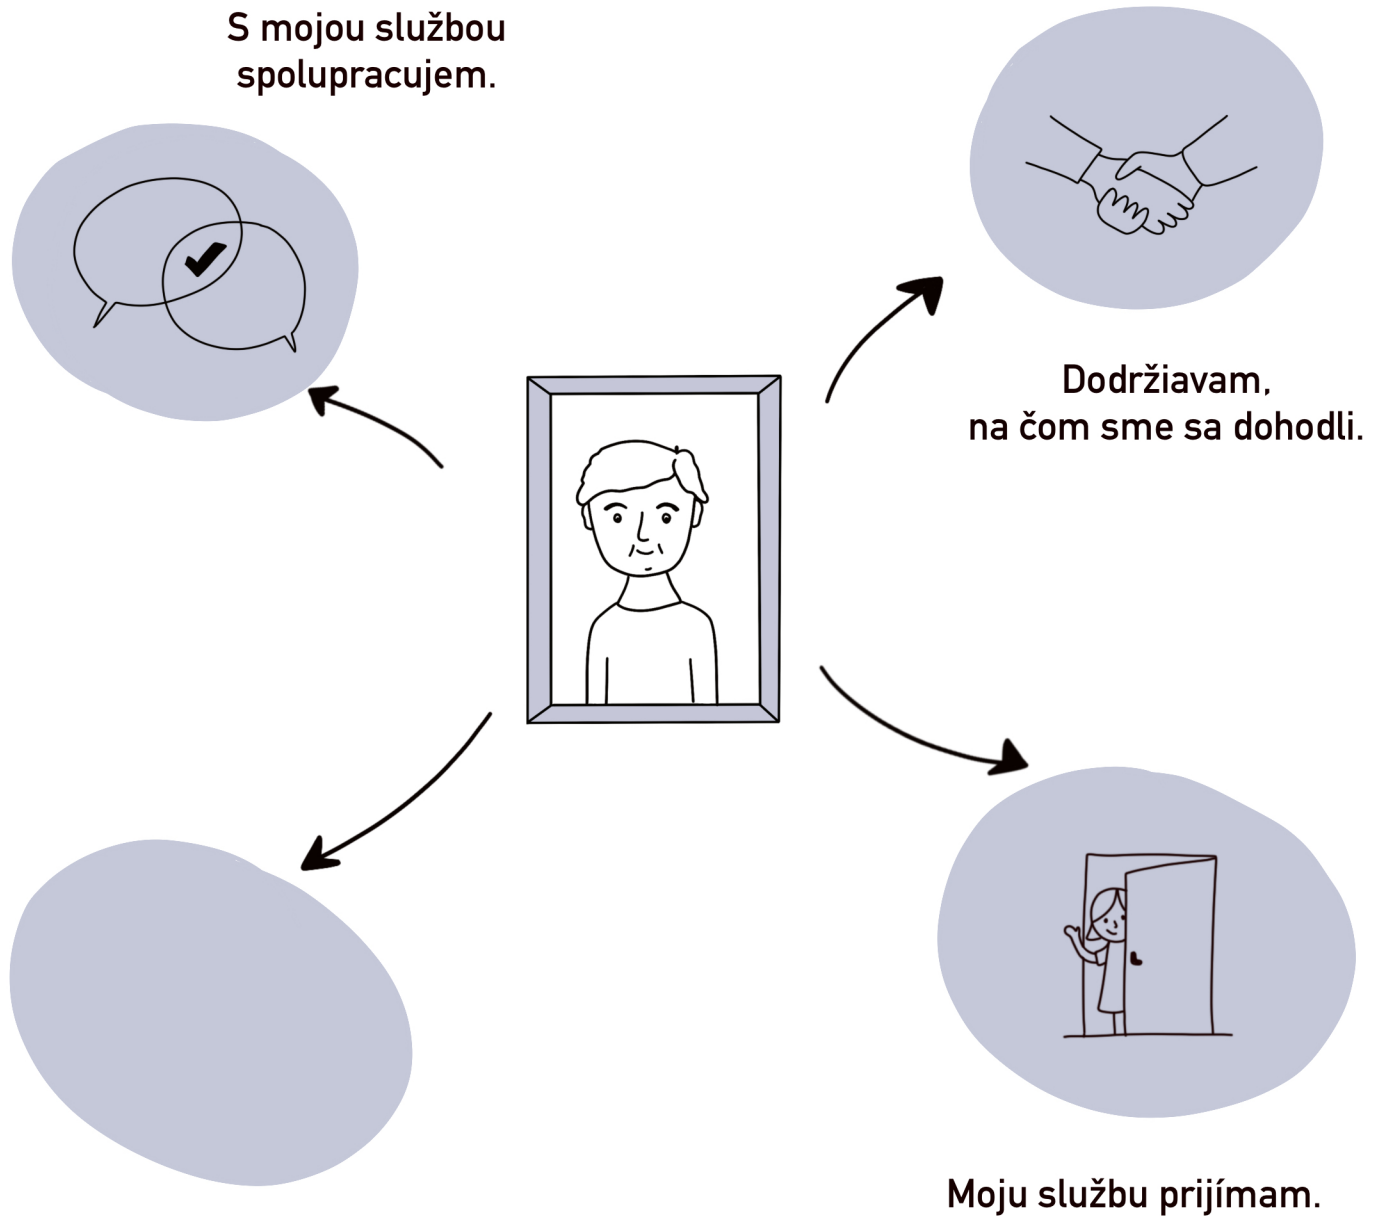 S mojou službou
spolupracujem.
Dodržiavam,
na čom sme sa dohodli.
Moju službu prijímam.